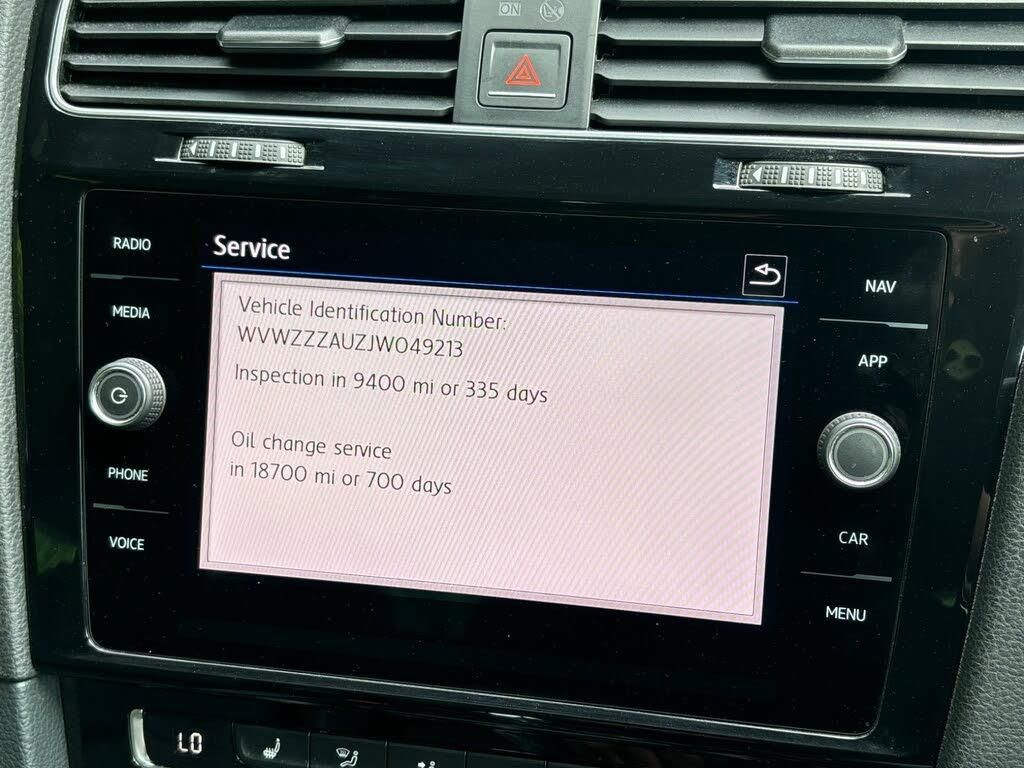 ON
RADIO
Service
NAV
MEDIA
Vehicle Identification Number:
WVWZZZAUZJW049213
APP
Inspection in 9400 mi or 335 days
Oil change service
in 18700 mi or 700 days
PHONE
VOICE
CAR
MENU
LO